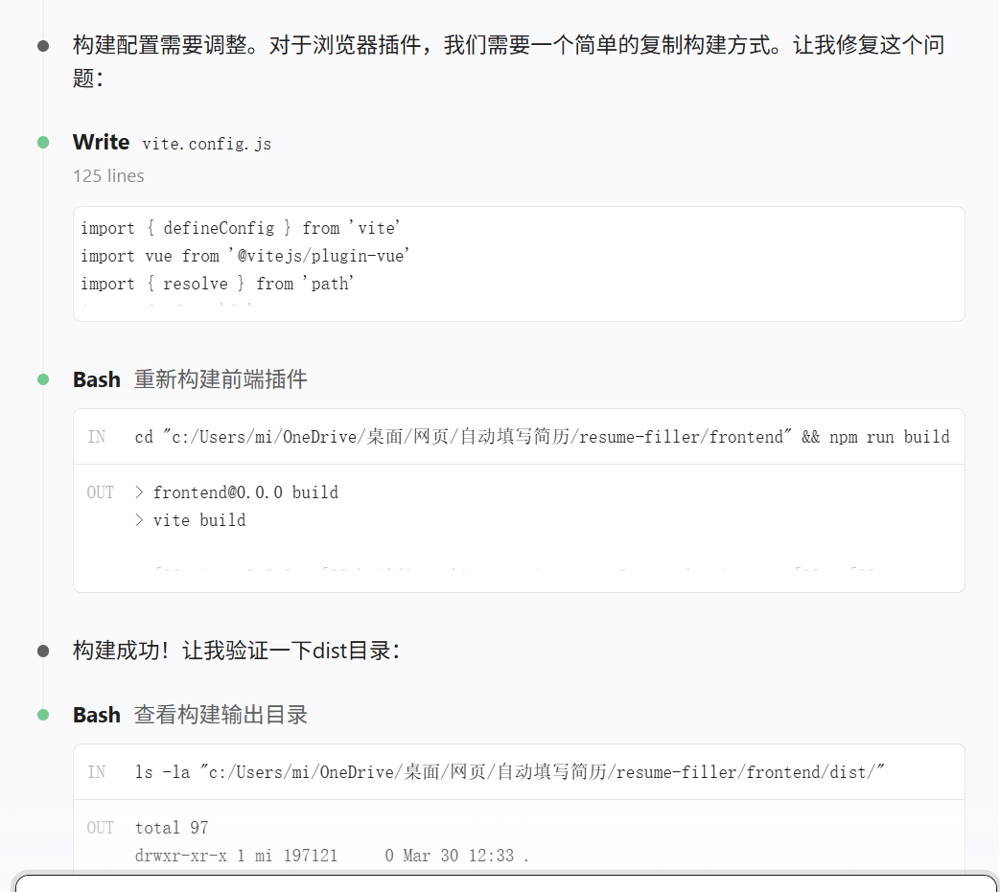 构建配置需要调整。对于浏览器插件，我们需要一个简单的复制构建方式。让我修复这个问
题：
Write vite.config.js
125 lines
import { defineConfig } from 'vite'
import vue from '@vitejs/plugin-vue'
import { resolve } from 'path'
Bash 重新构建前端插件
IN cd "c:/Users/mi/OneDrive/桌面/网页/自动填写简历/resume-filler/frontend" && npm run build
OUT > frontend@0.0.0 build
> vite build
构建成功！让我验证一下dist目录：
Bash 查看构建输出目录
IN ls -la "c:/Users/mi/OneDrive/桌面/网页/自动填写简历/resume-filler/frontend/dist/"
OUT total 97
drwxr-xr-x 1 mi 197121 0 Mar 30 12:33 .